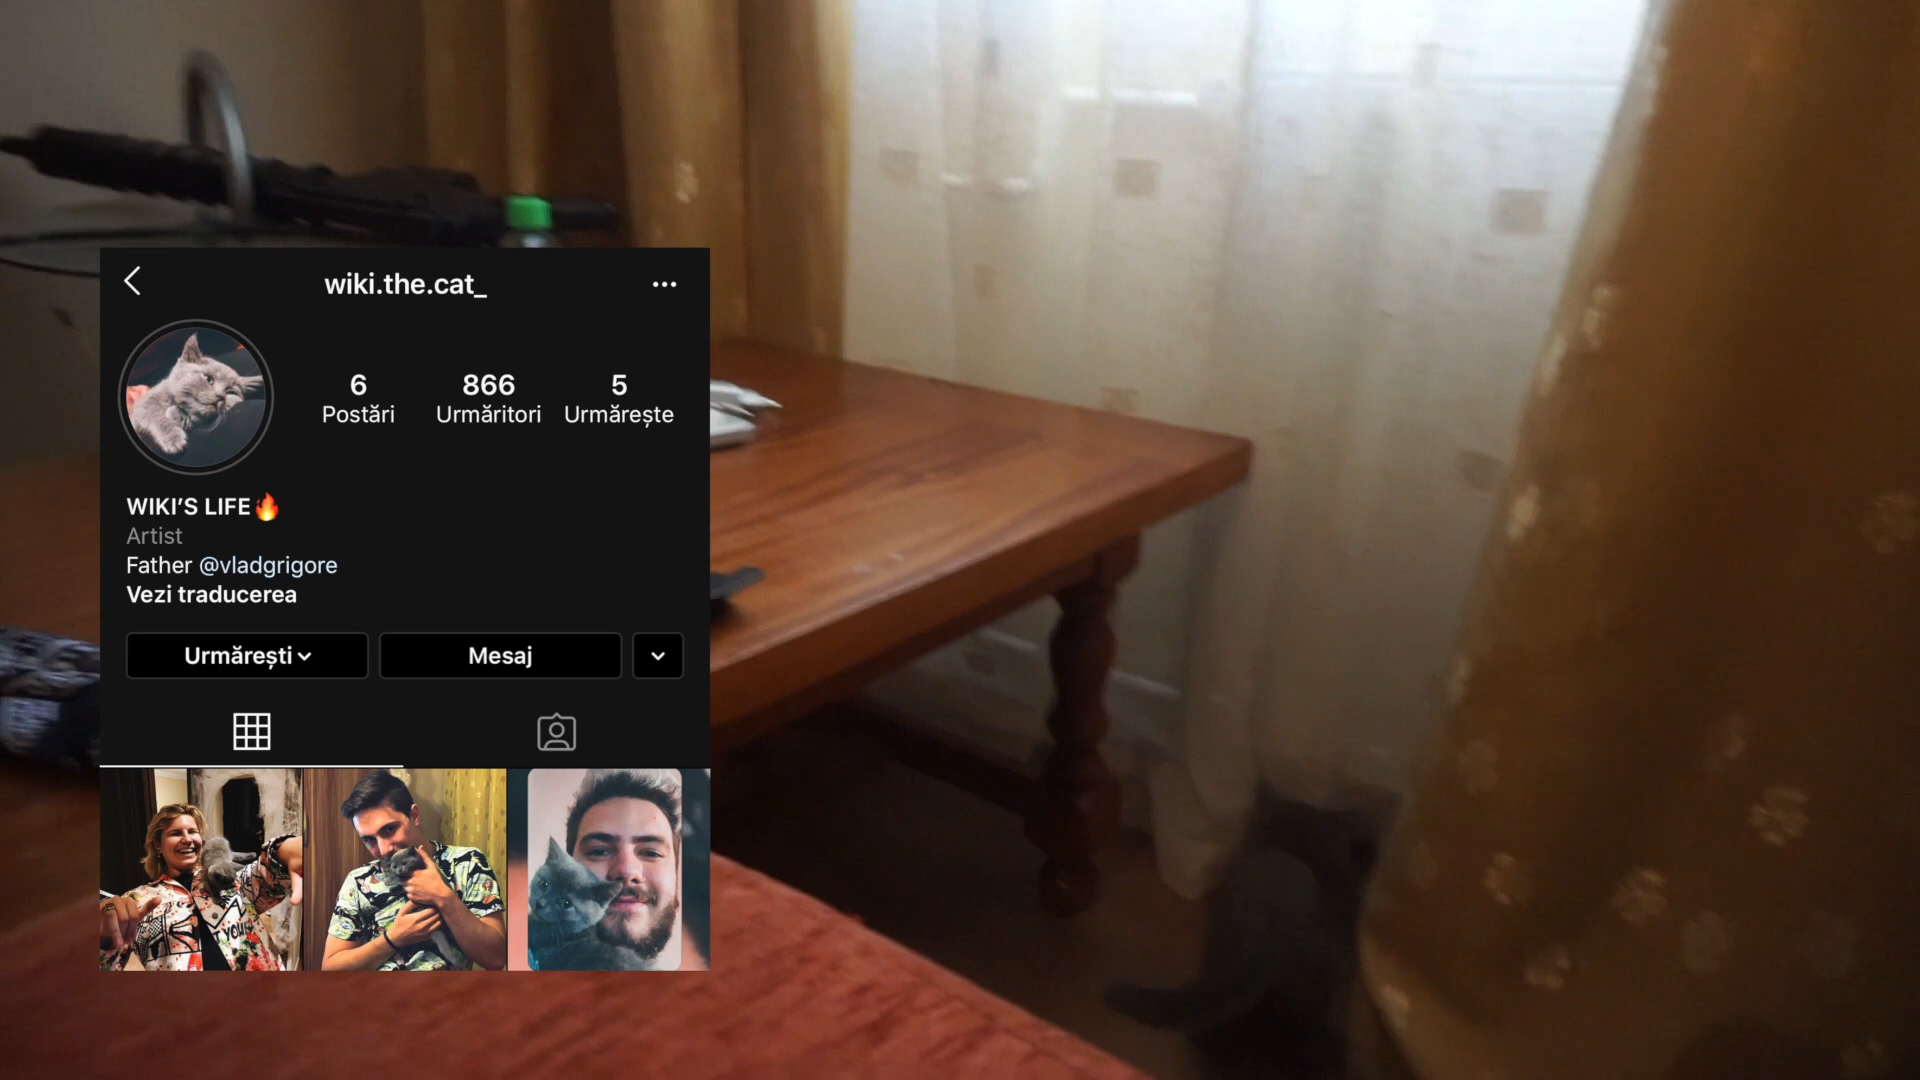 wiki.the.cat_
6 866 5
Postări Urmăritori Urmărește
WIKI'S LIFE🔥
Artist
Father @vladgrigore
Vezi traducerea
Urmărești Mesaj